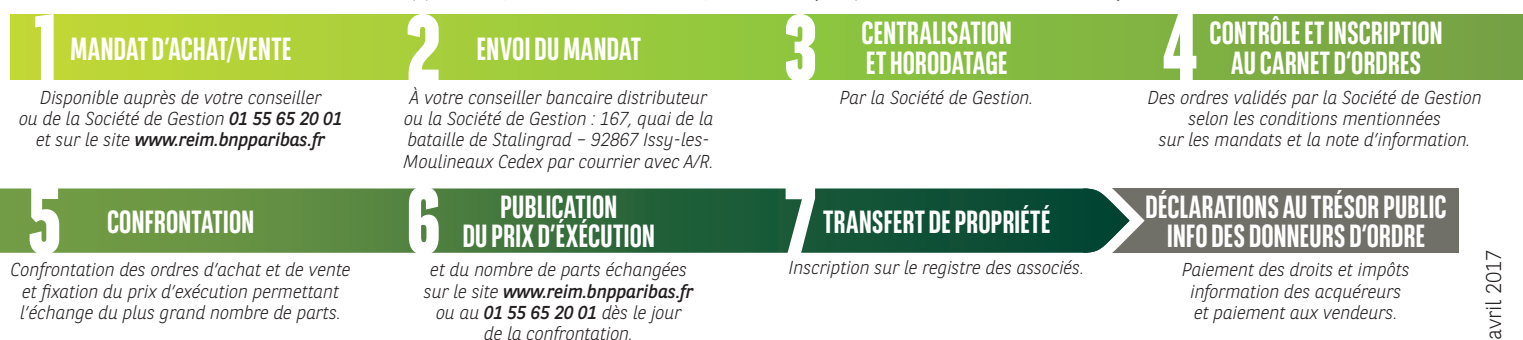 1 MANDAT D'ACHAT/VENTE
Disponible auprès de votre conseiller
ou de la Société de Gestion 01 55 65 20 01
et sur le site www.reim.bnpparibas.fr
2 ENVOI DU MANDAT
À votre conseiller bancaire distributeur
ou la Société de Gestion : 167, quai de la
bataille de Stalingrad – 92867 Issy-les-
Moulineaux Cedex par courrier avec A/R.
3 CENTRALISATION
ET HORODATAGE
Par la Société de Gestion.
4 CONTRÔLE ET INSCRIPTION
AU CARNET D'ORDRES
Des ordres validés par la Société de Gestion
selon les conditions mentionnées
sur les mandats et la note d'information.
5 CONFRONTATION
Confrontation des ordres d'achat et de vente
et fixation du prix d'exécution permettant
l'échange du plus grand nombre de parts.
6 PUBLICATION
DU PRIX D'ÉXÉCUTION
et du nombre de parts échangées
sur le site www.reim.bnpparibas.fr
ou au 01 55 65 20 01 dès le jour
de la confrontation.
7 TRANSFERT DE PROPRIÉTÉ
Inscription sur le registre des associés.
DÉCLARATIONS AU TRÉSOR PUBLIC
INFO DES DONNEURS D'ORDRE
Paiement des droits et impôts
information des acquéreurs
et paiement aux vendeurs.
avril 2017